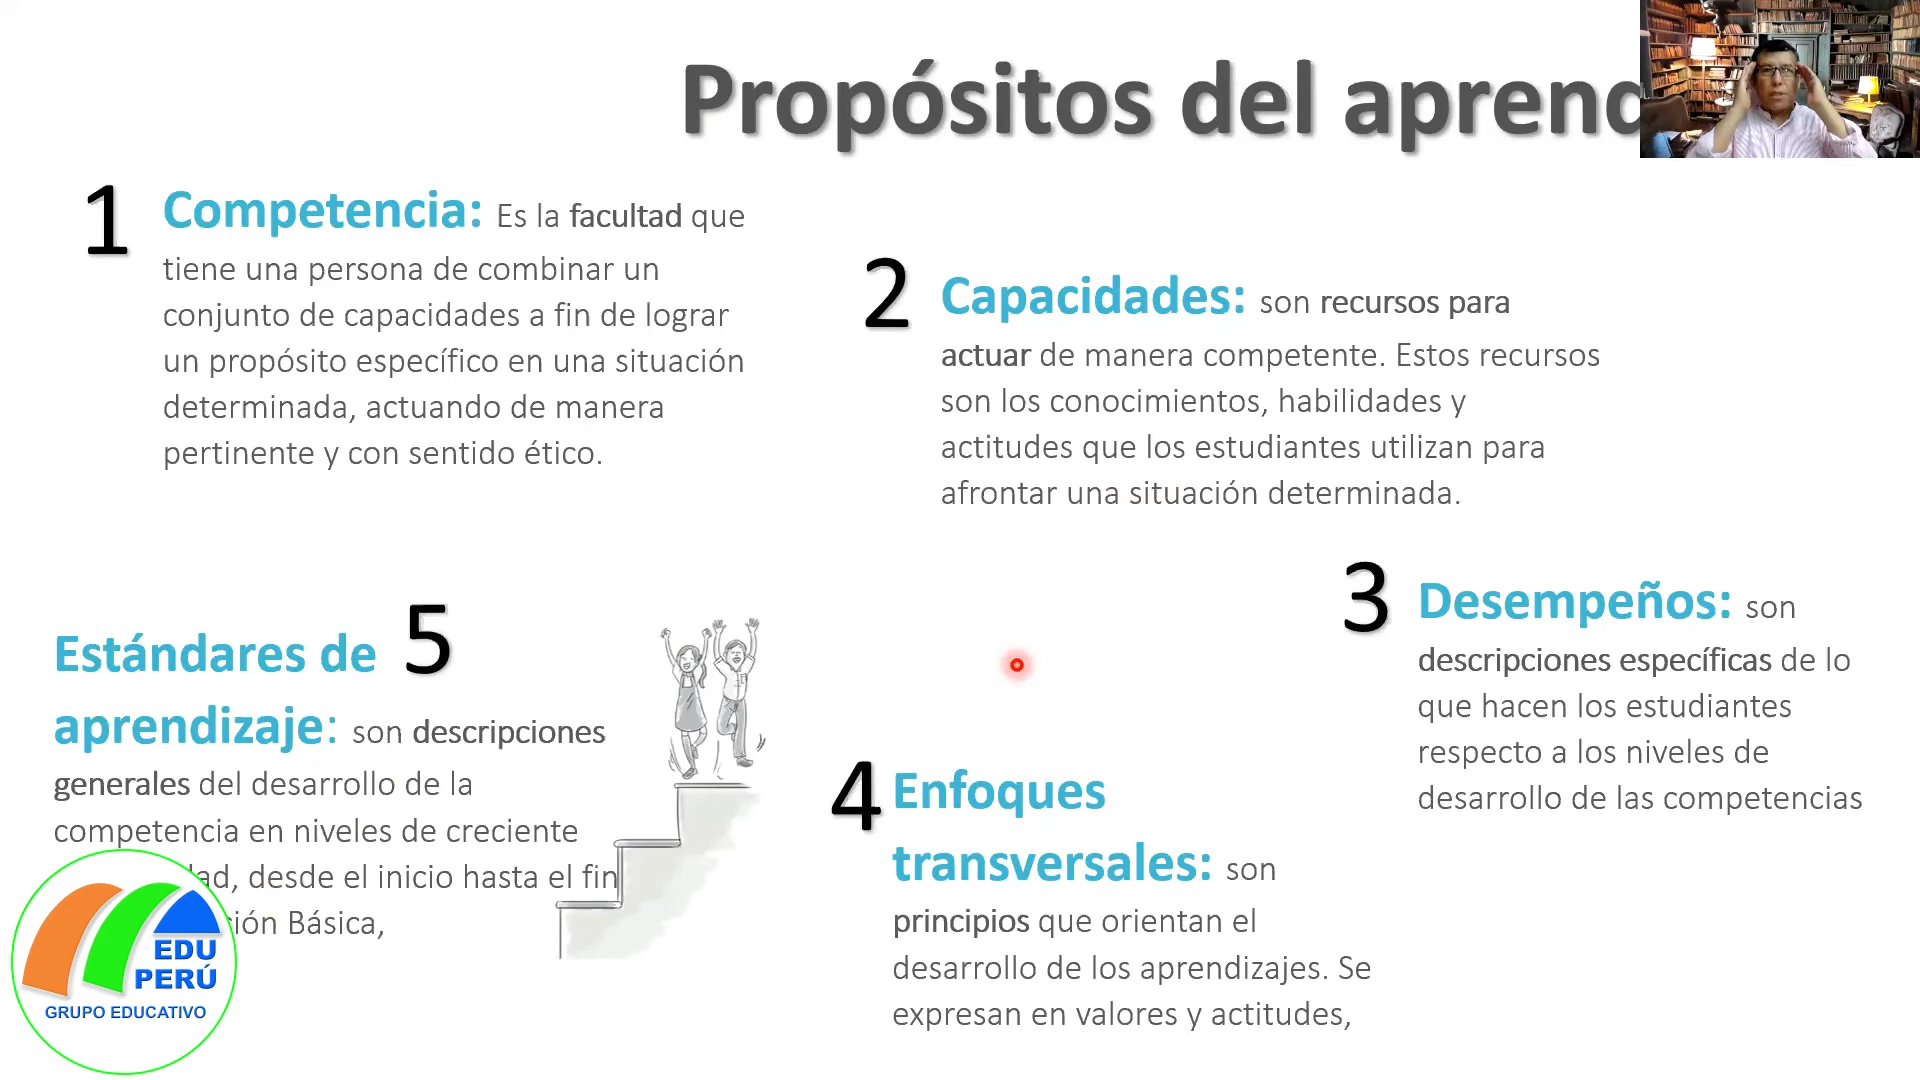 Propósitos del aprend
1
Competencia: Es la facultad que
tiene una persona de combinar un
conjunto de capacidades a fin de lograr
un propósito específico en una situación
determinada, actuando de manera
pertinente y con sentido ético.
2
Capacidades: son recursos para
actuar de manera competente. Estos recursos
son los conocimientos, habilidades y
actitudes que los estudiantes utilizan para
afrontar una situación determinada.
3
Desempeños: son
descripciones específicas de lo
que hacen los estudiantes
respecto a los niveles de
desarrollo de las competencias
4
Enfoques
transversales: son
principios que orientan el
desarrollo de los aprendizajes. Se
expresan en valores y actitudes,
5
Estándares de
aprendizaje: son descripciones
generales del desarrollo de la
competencia en niveles de creciente
ad, desde el inicio hasta el fin
ión Básica,
EDU
PERÚ
GRUPO EDUCATIVO